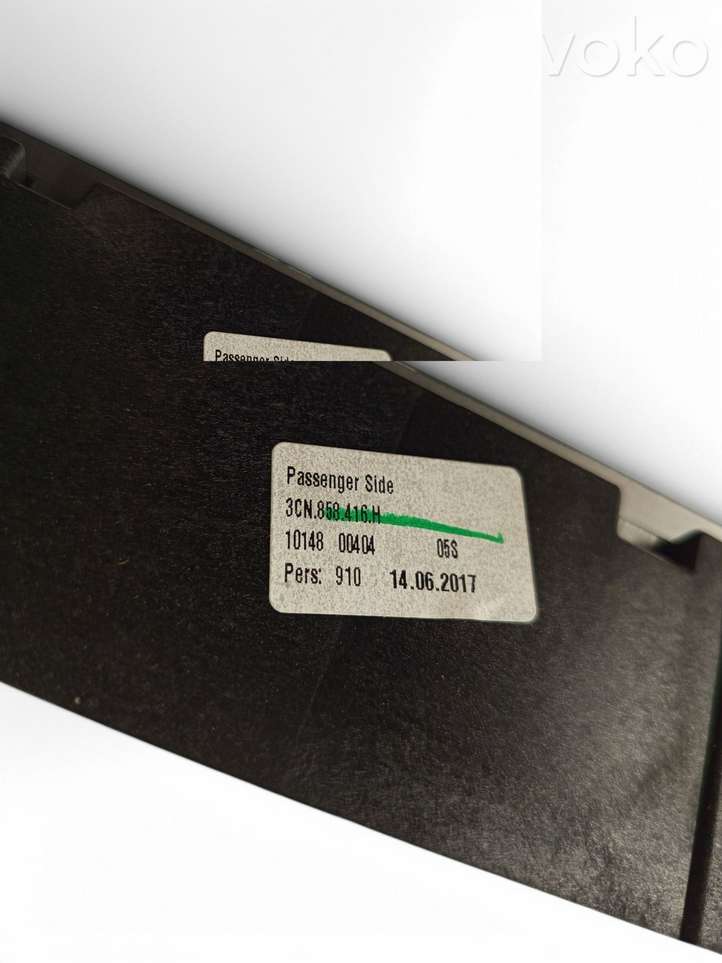 voko
Passenger Side
Passenger Side
3CN.858.416.H
10148 00404 05S
Pers: 910 14.06.2017